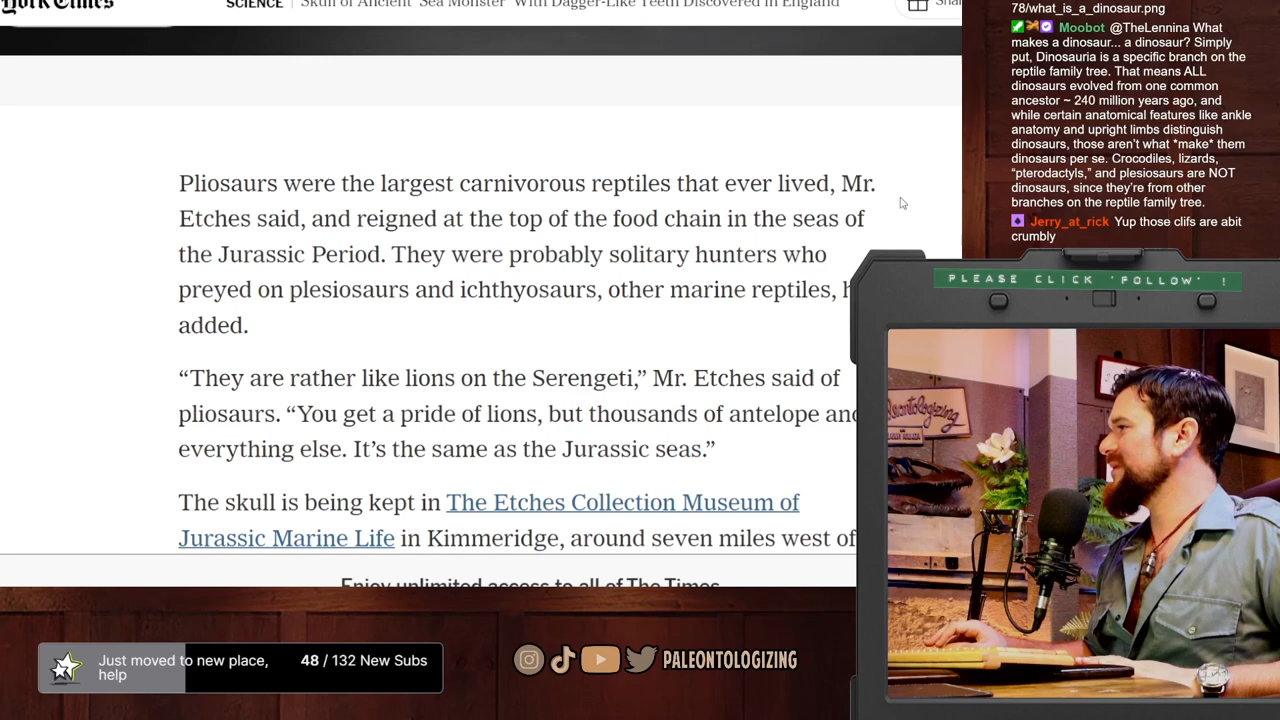 York Times
SCIENCE | Skull of Ancient 'Sea Monster' With Dagger-Like Teeth Discovered in England
Pliosaurs were the largest carnivorous reptiles that ever lived, Mr.
Etches said, and reigned at the top of the food chain in the seas of
the Jurassic Period. They were probably solitary hunters who
preyed on plesiosaurs and ichthyosaurs, other marine reptiles, h
added.
“They are rather like lions on the Serengeti,” Mr. Etches said of
pliosaurs. “You get a pride of lions, but thousands of antelope and
everything else. It’s the same as the Jurassic seas.”
The skull is being kept in The Etches Collection Museum of
Jurassic Marine Life in Kimmeridge, around seven miles west of
Enjoy unlimited access to all of The Times.
78/what_is_a_dinosaur.png
Moobot @TheLennina What
makes a dinosaur... a dinosaur? Simply
put, Dinosauria is a specific branch on the
reptile family tree. That means ALL
dinosaurs evolved from one common
ancestor ~ 240 million years ago, and
while certain anatomical features like ankle
anatomy and upright limbs distinguish
dinosaurs, those aren’t what *make* them
dinosaurs per se. Crocodiles, lizards,
“pterodactyls,” and plesiosaurs are NOT
dinosaurs, since they’re from other
branches on the reptile family tree.
Jerry_at_rick Yup those clifs are abit
crumbly
PLEASE CLICK 'FOLLOW' !
Paleontologizing
Just moved to new place,
help
48 / 132 New Subs
PALEONTOLOGIZING